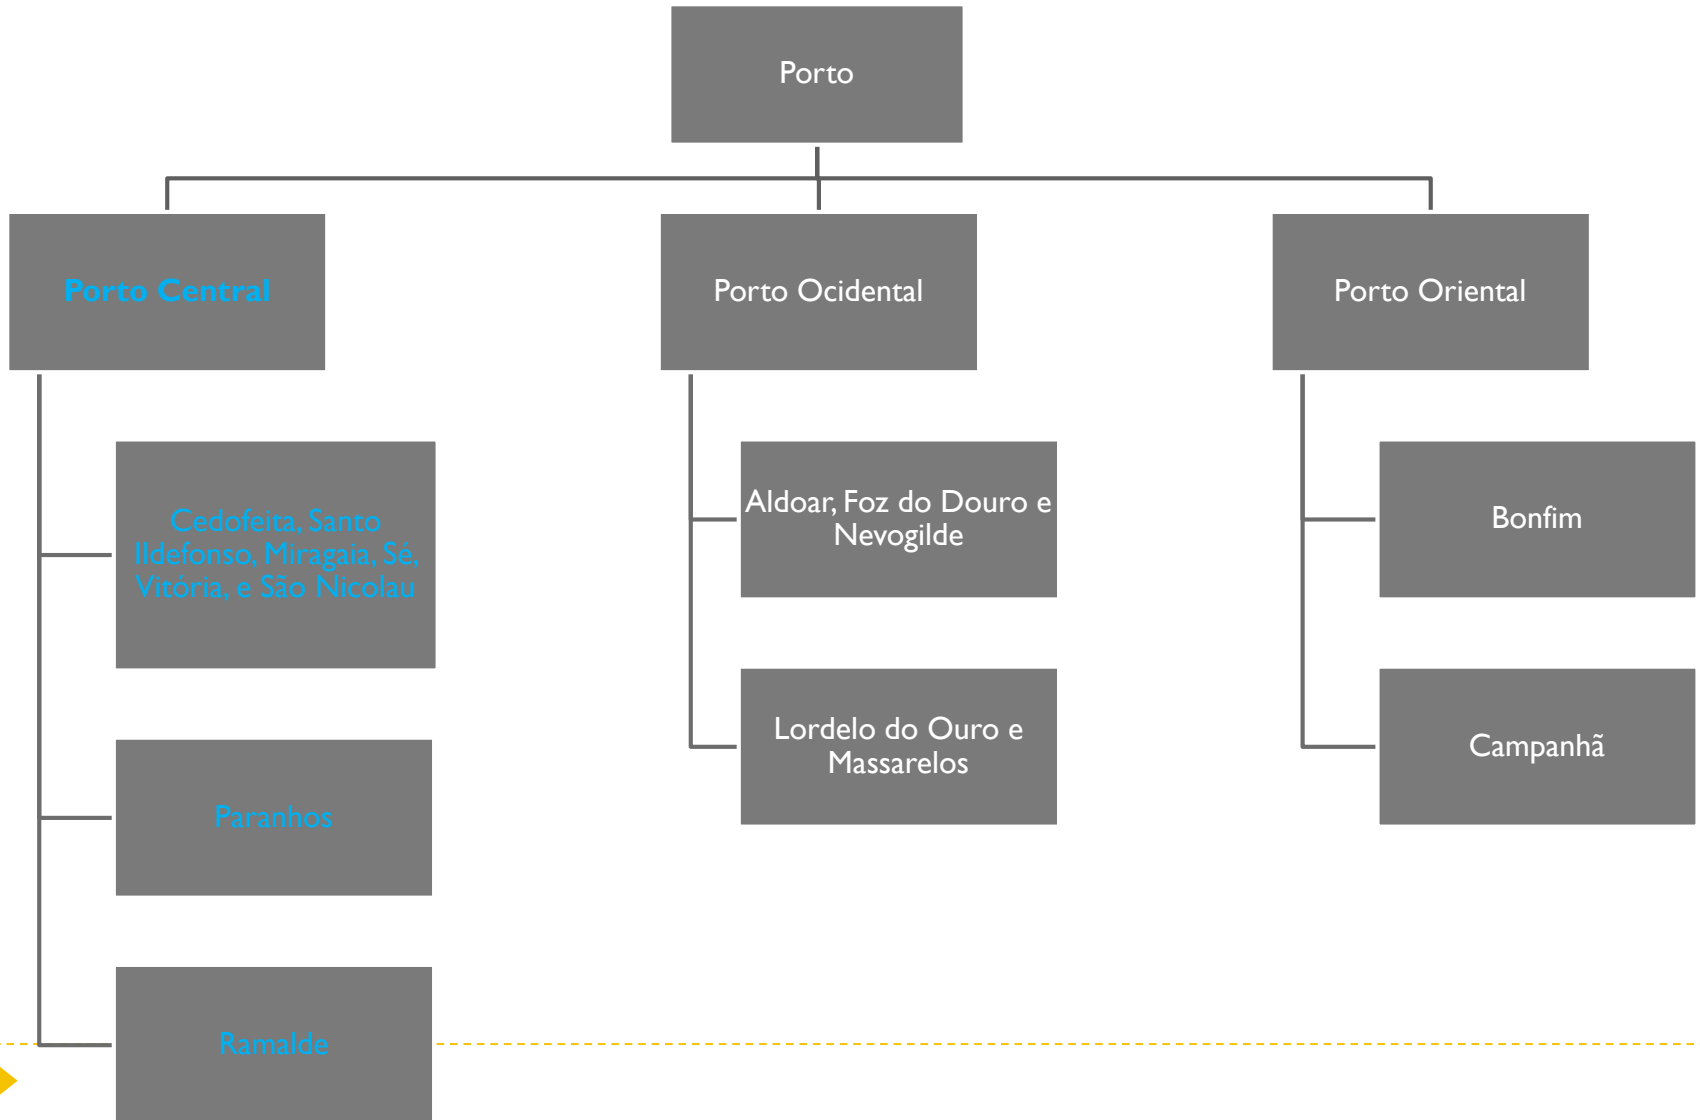 Porto
Porto Central
Porto Ocidental
Porto Oriental
Cedofeita, Santo
Ildefonso, Miragaia, Sé,
Vitória, e São Nicolau
Paranhos
Ramalde
Aldoar, Foz do Douro e
Nevogilde
Lordelo do Ouro e
Massarelos
Bonfim
Campanhã